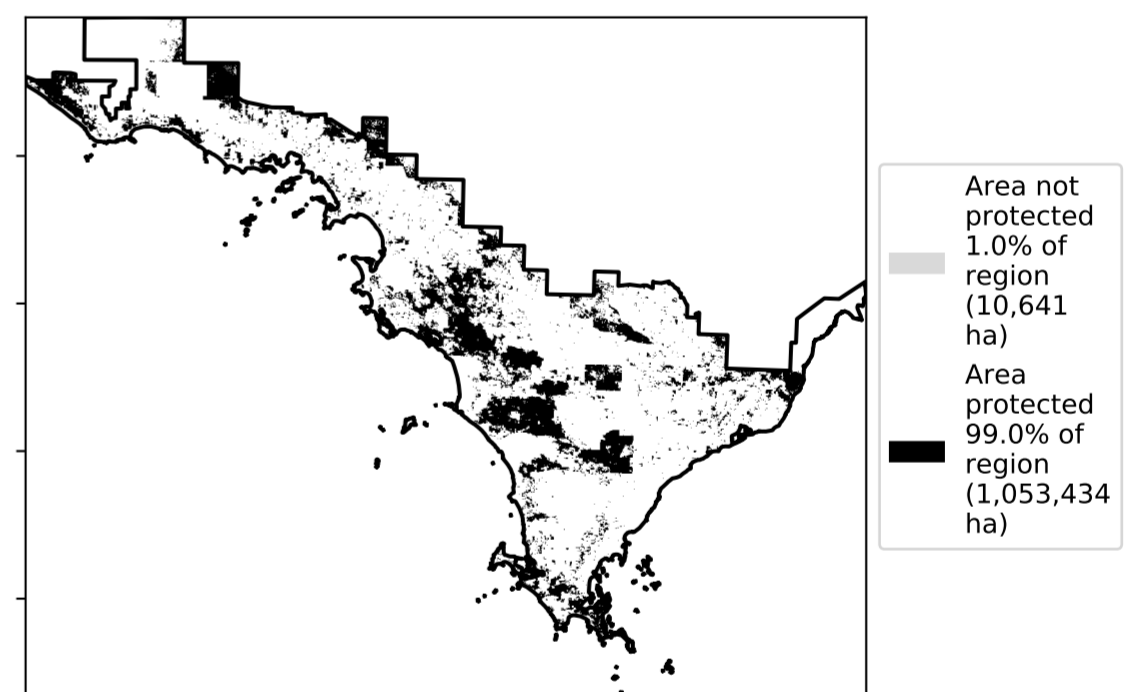 Area not
protected
1.0% of
region
(10,641
ha)
Area
protected
99.0% of
region
(1,053,434
ha)